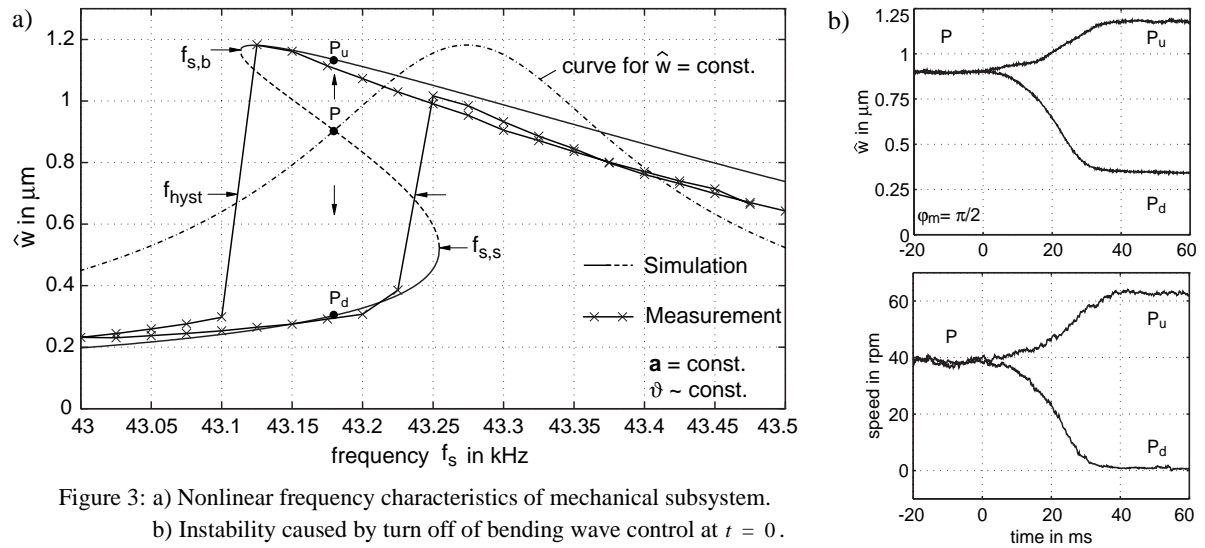 a)
1.2
1
0.8
0.6
0.4
0.2
0
ŵ in μm
f_s,b
P_u
P
curve for ŵ = const.
f_hyst
f_s,s
P_d
Simulation
Measurement
a = const.
ϑ ~ const.
43 43.05 43.1 43.15 43.2 43.25 43.3 43.35 43.4 43.45 43.5
frequency f_s in kHz
b)
1.25
1
0.75
0.50
0.25
0
ŵ in μm
P
P_u
P_d
φ_m = π/2
-20 0 20 40 60
60
40
20
0
speed in rpm
P
P_u
P_d
-20 0 20 40 60
time in ms
Figure 3: a) Nonlinear frequency characteristics of mechanical subsystem.
b) Instability caused by turn off of bending wave control at t = 0.